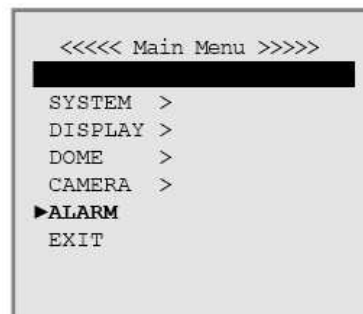 <<<<< Main Menu >>>>>
SYSTEM >
DISPLAY >
DOME >
CAMERA >
►ALARM
EXIT